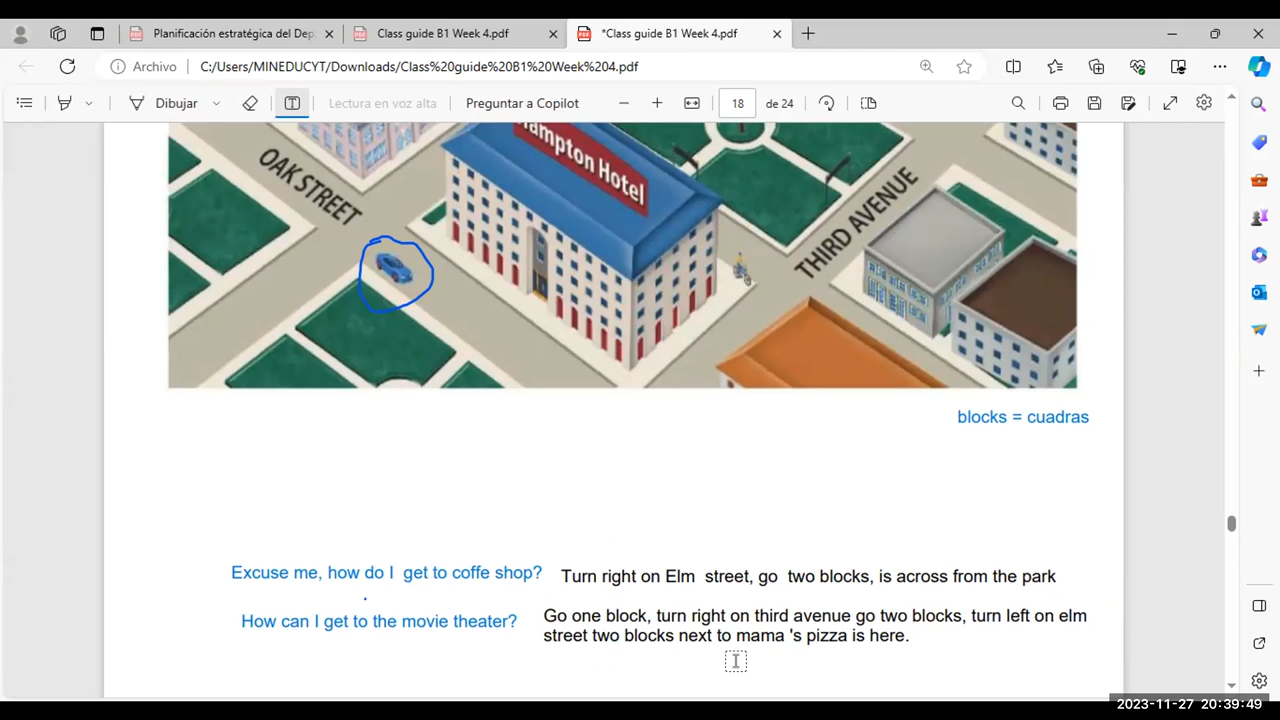 Planificación estratégica del Dep
Class guide B1 Week 4.pdf
*Class guide B1 Week 4.pdf
Archivo
C:/Users/MINEDUCYT/Downloads/Class%20guide%20B1%20Week%204.pdf
Dibujar
Lectura en voz alta
Preguntar a Copilot
18
de 24
Hampton Hotel
OAK STREET
THIRD AVENUE
blocks = cuadras
Excuse me, how do I get to coffe shop?
Turn right on Elm street, go two blocks, is across from the park
How can I get to the movie theater?
Go one block, turn right on third avenue go two blocks, turn left on elm
street two blocks next to mama 's pizza is here.
2023-11-27 20:39:49